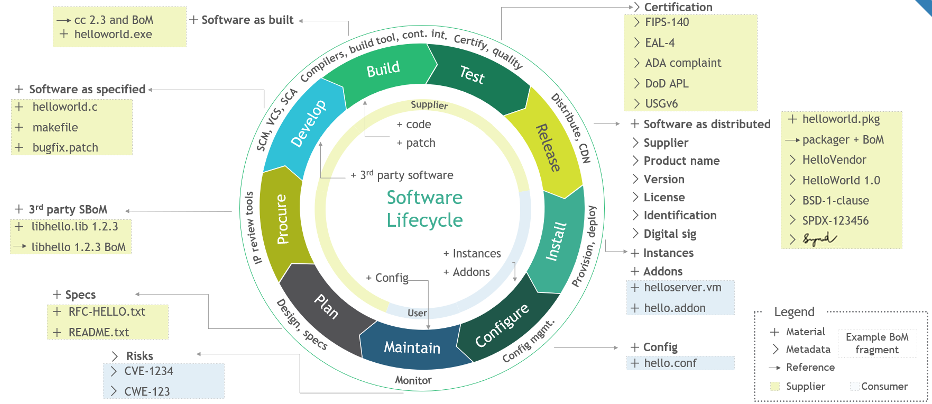 cc 2.3 and BoM
+ helloworld.exe
+ Software as built
Compilers, build tool, cont. int.
Certify, quality
> Certification
> FIPS-140
> EAL-4
> ADA complaint
> DoD APL
> USGv6
+ Software as specified
+ helloworld.c
+ makefile
+ bugfix.patch
SCM, VCS, SCA
Build
Test
Develop
Release
Supplier
+ code
+ patch
+ 3rd party software
Software
Lifecycle
Distribute, CDN
+ Software as distributed
> Supplier
> Product name
> Version
> License
> Identification
> Digital sig
+ Instances
+ Addons
+ helloserver.vm
+ hello.addon
+ helloworld.pkg
packager + BoM
> HelloVendor
> HelloWorld 1.0
> BSD-1-clause
> SPDX-123456
>
+ 3rd party SBoM
+ libhello.lib 1.2.3
libhello 1.2.3 BoM
IP review tools
Procure
Install
Provision, deploy
+ Instances
+ Addons
+ Config
User
Plan
Maintain
Configure
Design, specs
Monitor
Config mgmt.
+ Specs
+ RFC-HELLO.txt
+ README.txt
> Risks
> CVE-1234
> CWE-123
+ Config
+ hello.conf
Legend
+ Material
> Metadata
Reference
Supplier
Consumer
Example BoM
fragment